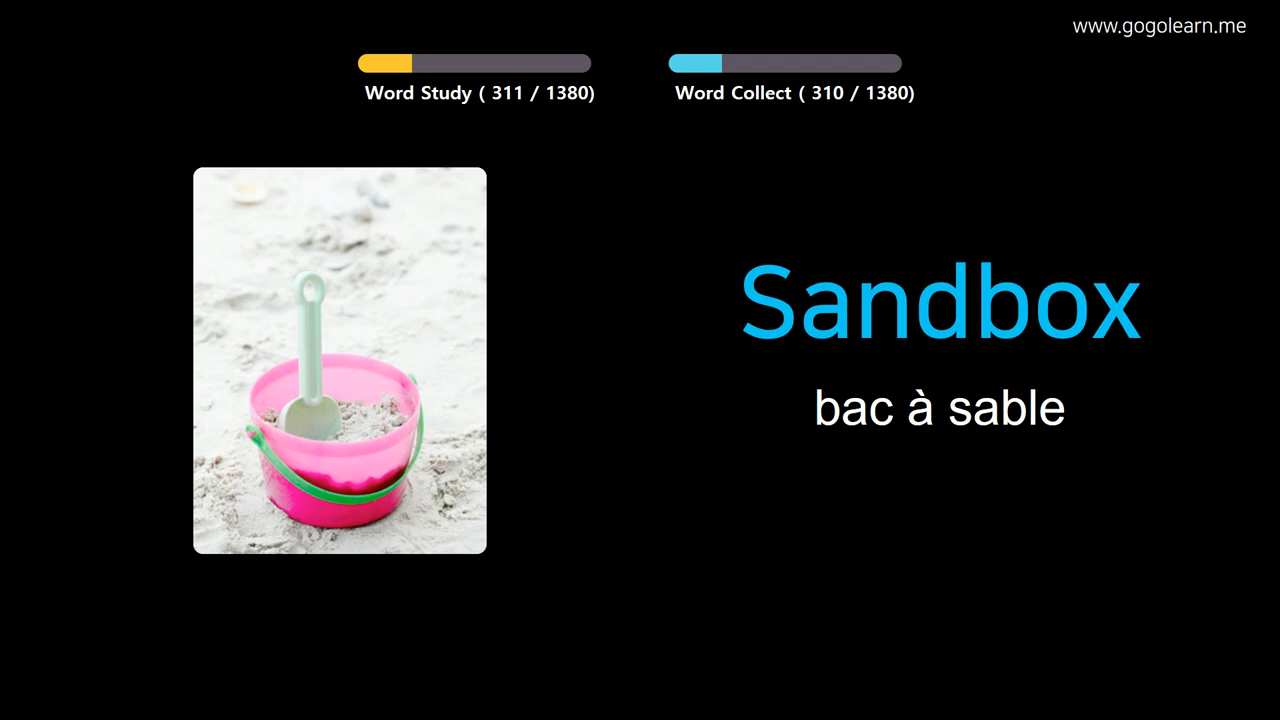 www.gogolearn.me
Word Study ( 311 / 1380)
Word Collect ( 310 / 1380)
Sandbox
bac à sable